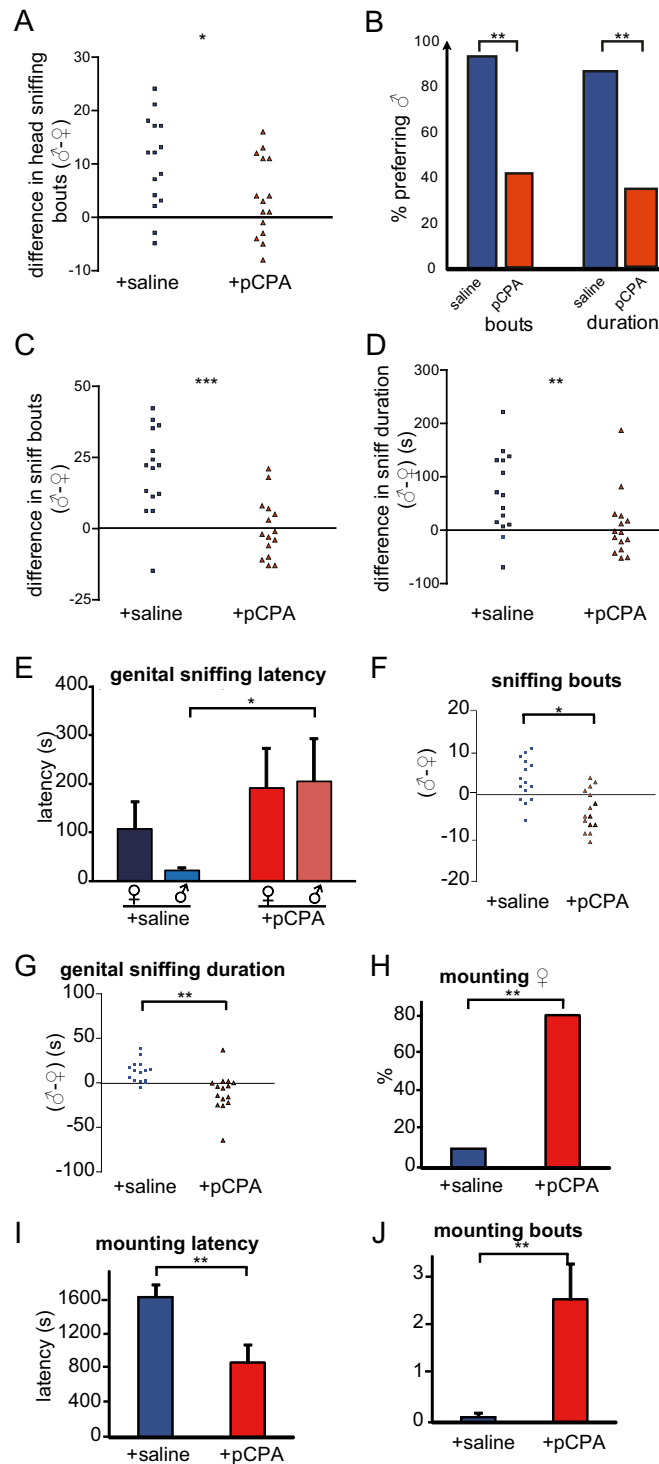 A
*
difference in head sniffing
bouts (♂-♀)
30
20
10
0
-10
+saline
+pCPA
B
**
**
% preferring ♂
100
80
60
40
20
0
saline
pCPA
saline
pCPA
bouts
duration
C
***
difference in sniff bouts
(♂-♀)
50
25
0
-25
+saline
+pCPA
D
**
difference in sniff duration
(♂-♀) (s)
300
200
100
0
-100
+saline
+pCPA
E
genital sniffing latency
*
latency (s)
400
300
200
100
0
♀ ♂ ♀ ♂
+saline
+pCPA
F
sniffing bouts
*
(♂-♀)
20
10
0
-10
-20
+saline
+pCPA
G
genital sniffing duration
**
(♂-♀) (s)
100
50
0
-50
-100
+saline
+pCPA
H
mounting ♀
**
%
80
60
40
20
0
+saline
+pCPA
I
mounting latency
**
latency (s)
1600
1200
800
400
0
+saline
+pCPA
J
mounting bouts
**
3
2
1
0
+saline
+pCPA